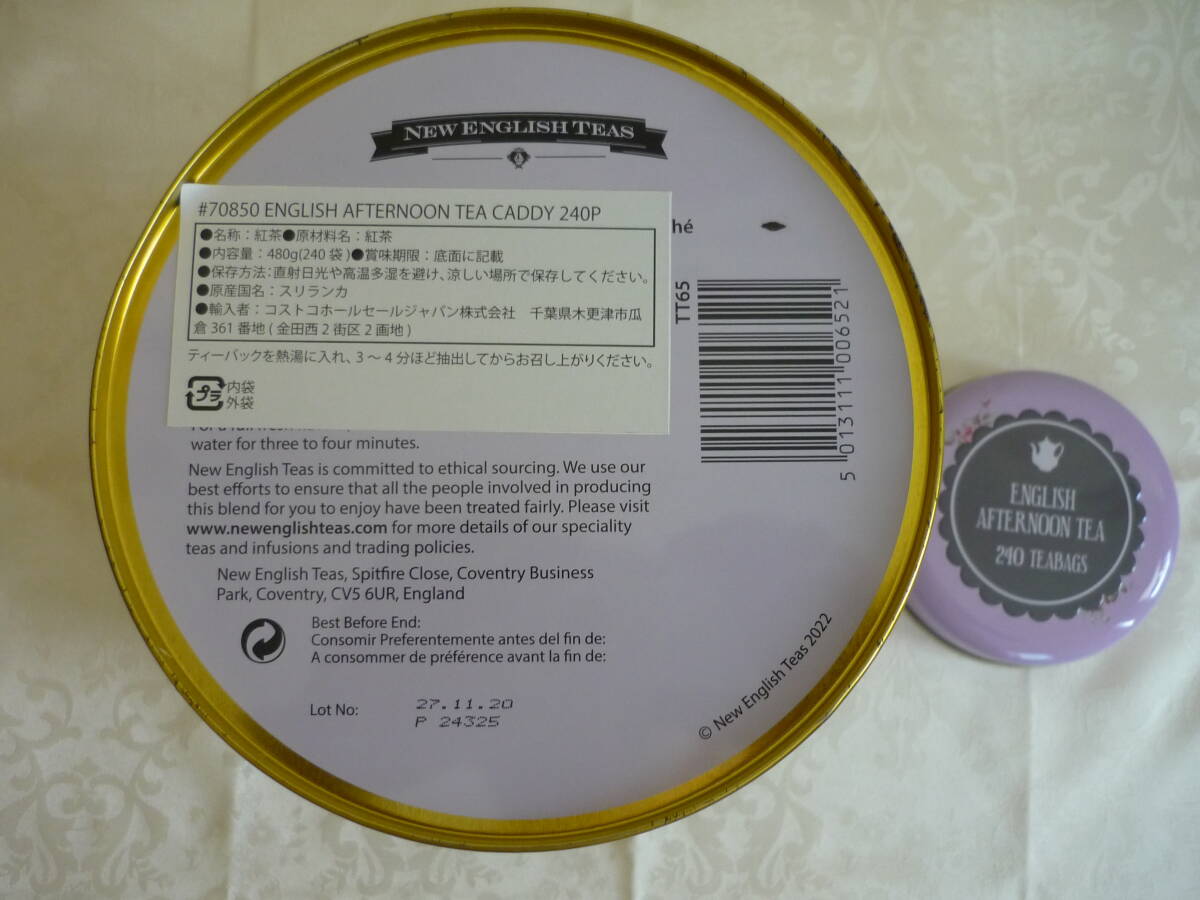 NEW ENGLISH TEAS
#70850 ENGLISH AFTERNOON TEA CADDY 240P
●名称：紅茶●原材料名：紅茶
●内容量：480g(240 袋 )●賞味期限：底面に記載
●保存方法：直射日光や高温多湿を避け、涼しい場所で保存してください。
●原産国名：スリランカ
●輸入者：コストコホールセールジャパン株式会社　千葉県木更津市瓜
倉 361 番地 ( 金田西 2 街区 2 画地 )
ティーバックを熱湯に入れ、3 ～ 4 分ほど抽出してからお召し上がりください。
プラ
内袋
外袋
hé
TT65
5 013111 006521
water for three to four minutes.
New English Teas is committed to ethical sourcing. We use our
best efforts to ensure that all the people involved in producing
this blend for you to enjoy have been treated fairly. Please visit
www.newenglishteas.com for more details of our speciality
teas and infusions and trading policies.
New English Teas, Spitfire Close, Coventry Business
Park, Coventry, CV5 6UR, England
Best Before End:
Consomir Preferentemente antes del fin de:
A consommer de préférence avant la fin de:
Lot No:
27.11.20
P 24325
© New English Teas 2022
ENGLISH
AFTERNOON TEA
240 TEABAGS